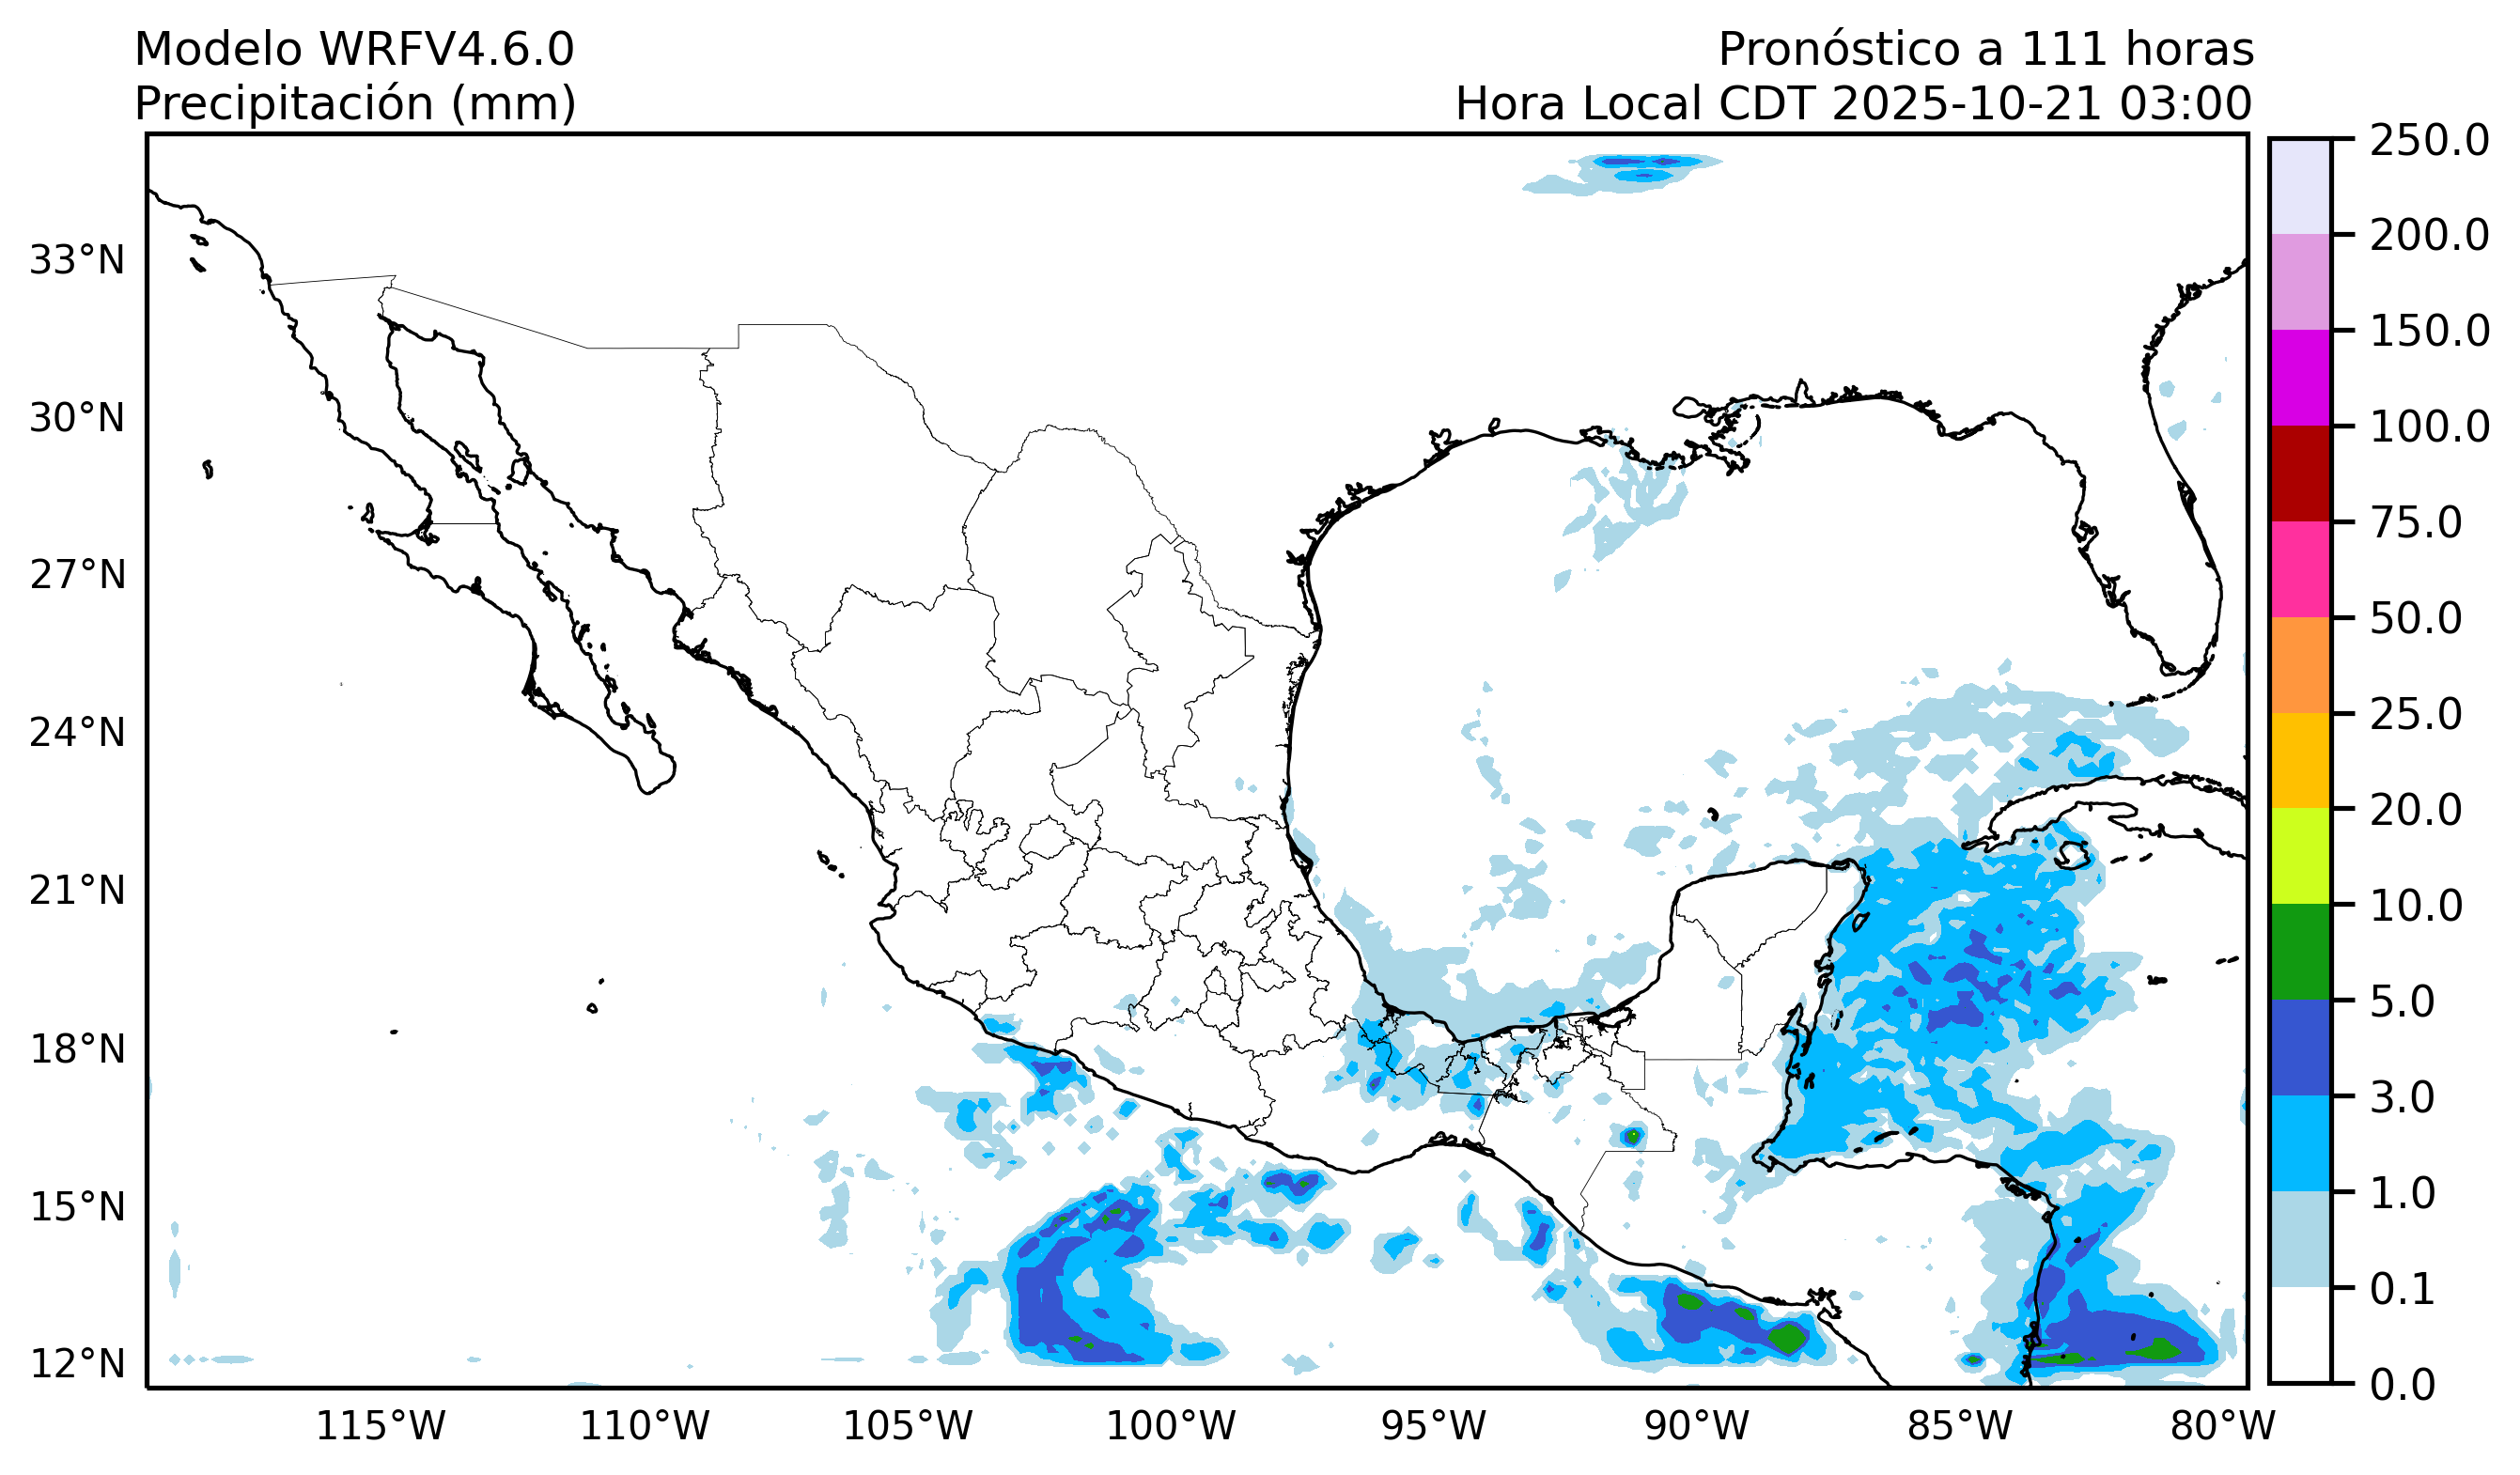 Modelo WRFV4.6.0
Precipitación (mm)
Pronóstico a 111 horas
Hora Local CDT 2025-10-21 03:00
33°N
30°N
27°N
24°N
21°N
18°N
15°N
12°N
115°W
110°W
105°W
100°W
95°W
90°W
85°W
80°W
250.0
200.0
150.0
100.0
75.0
50.0
25.0
20.0
10.0
5.0
3.0
1.0
0.1
0.0